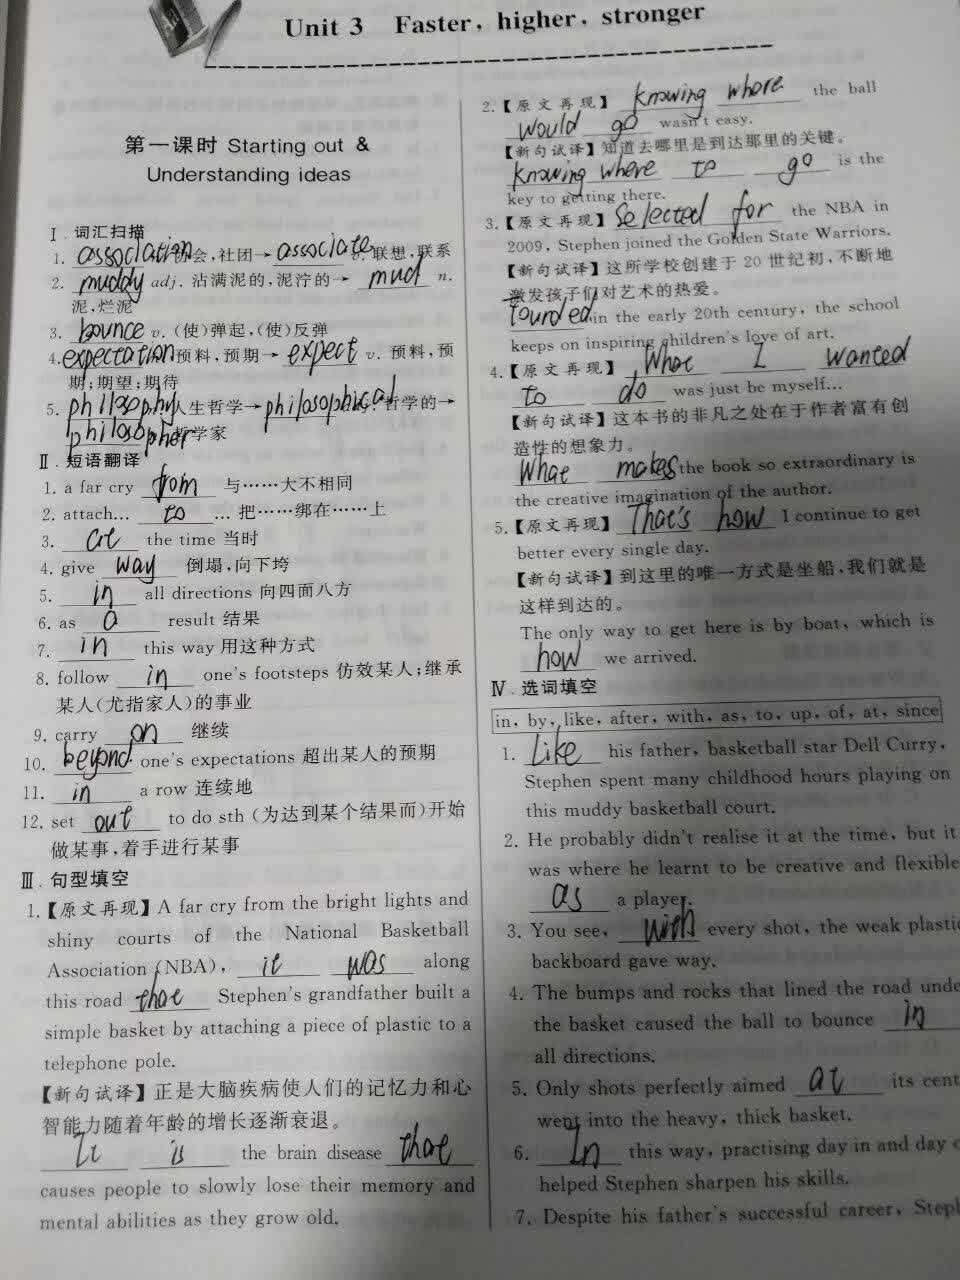 Unit 3 Faster, higher, stronger
第一课时 Starting out &
Understanding ideas
Ⅰ.词汇扫描
1. association 协会,社团→ associate v. 联想,联系
2. muddy adj. 沾满泥的,泥泞的→ mud n.
泥,烂泥
3. bounce v. (使)弹起,(使)反弹
4. expectation 预料,预期→ expect v. 预料,预
期;期望;期待
5. philosophy 人生哲学→ philosophical adj. 哲学的→
philosopher 哲学家
Ⅱ.短语翻译
1. a far cry from 与……大不相同
2. attach... to ... 把……绑在……上
3. at the time 当时
4. give way 倒塌,向下垮
5. in all directions 向四面八方
6. as a result 结果
7. in this way 用这种方式
8. follow in one's footsteps 仿效某人;继承
某人(尤指家人)的事业
9. carry on 继续
10. beyond one's expectations 超出某人的预期
11. in a row 连续地
12. set out to do sth (为达到某个结果而)开始
做某事,着手进行某事
Ⅲ.句型填空
1.【原文再现】A far cry from the bright lights and
shiny courts of the National Basketball
Association (NBA), it was along
this road that Stephen's grandfather built a
simple basket by attaching a piece of plastic to a
telephone pole.
【新句试译】正是大脑疾病使人们的记忆力和心
智能力随着年龄的增长逐渐衰退。
It is the brain disease that
causes people to slowly lose their memory and
mental abilities as they grow old.
2.【原文再现】 knowing where the ball
would go wasn't easy.
【新句试译】知道去哪里是到达那里的关键。
knowing where to go is the
key to getting there.
3.【原文再现】 Selected for the NBA in
2009, Stephen joined the Golden State Warriors.
【新句试译】这所学校创建于 20 世纪初,不断地
激发孩子们对艺术的热爱。
founded in the early 20th century, the school
keeps on inspiring children's love of art.
4.【原文再现】 What I wanted
to do was just be myself...
【新句试译】这本书的非凡之处在于作者富有创
造性的想象力。
What makes the book so extraordinary is
the creative imagination of the author.
5.【原文再现】 That's how I continue to get
better every single day.
【新句试译】到这里的唯一方式是坐船,我们就是
这样到达的。
The only way to get here is by boat, which is
how we arrived.
Ⅳ.选词填空
in, by, like, after, with, as, to, up, of, at, since
1. Like his father, basketball star Dell Curry,
Stephen spent many childhood hours playing on
this muddy basketball court.
2. He probably didn't realise it at the time, but it
was where he learnt to be creative and flexible
as a player.
3. You see, with every shot, the weak plastic
backboard gave way.
4. The bumps and rocks that lined the road unde
the basket caused the ball to bounce in
all directions.
5. Only shots perfectly aimed at its cent
went into the heavy, thick basket.
6. In this way, practising day in and day o
helped Stephen sharpen his skills.
7. Despite his father's successful career, Steph